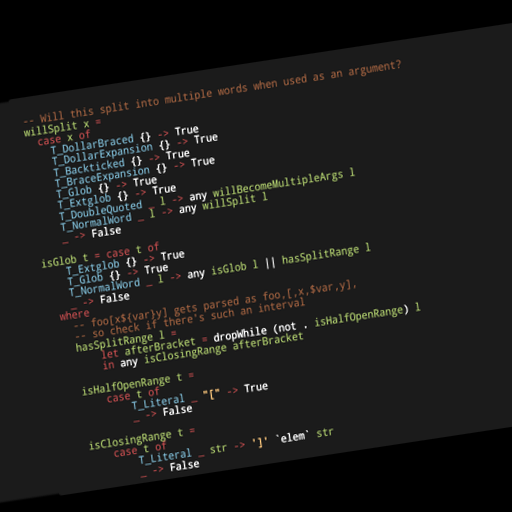 -- Will this split into multiple words when used as an argument?
willSplit x =
  case x of
    T_DollarBraced {} -> True
    T_DollarExpansion {} -> True
    T_Backticked {} -> True
    T_BraceExpansion {} -> True
    T_Glob {} -> True
    T_Extglob {} -> True
    T_DoubleQuoted _ l -> any willBecomeMultipleArgs l
    T_NormalWord _ l -> any willSplit l
    _ -> False
isGlob t = case t of
    T_Extglob {} -> True
    T_Glob {} -> True
    T_NormalWord _ l -> any isGlob l || hasSplitRange l
    _ -> False
  where
    -- foo[x${var}y] gets parsed as foo,[,x,$var,y],
    -- so check if there's such an interval
    hasSplitRange l =
        let afterBracket = dropWhile (not . isHalfOpenRange) l
        in any isClosingRange afterBracket
    isHalfOpenRange t =
        case t of
            T_Literal _ "[" -> True
            _ -> False
    isClosingRange t =
        case t of
            T_Literal _ str -> ']' `elem` str
            _ -> False